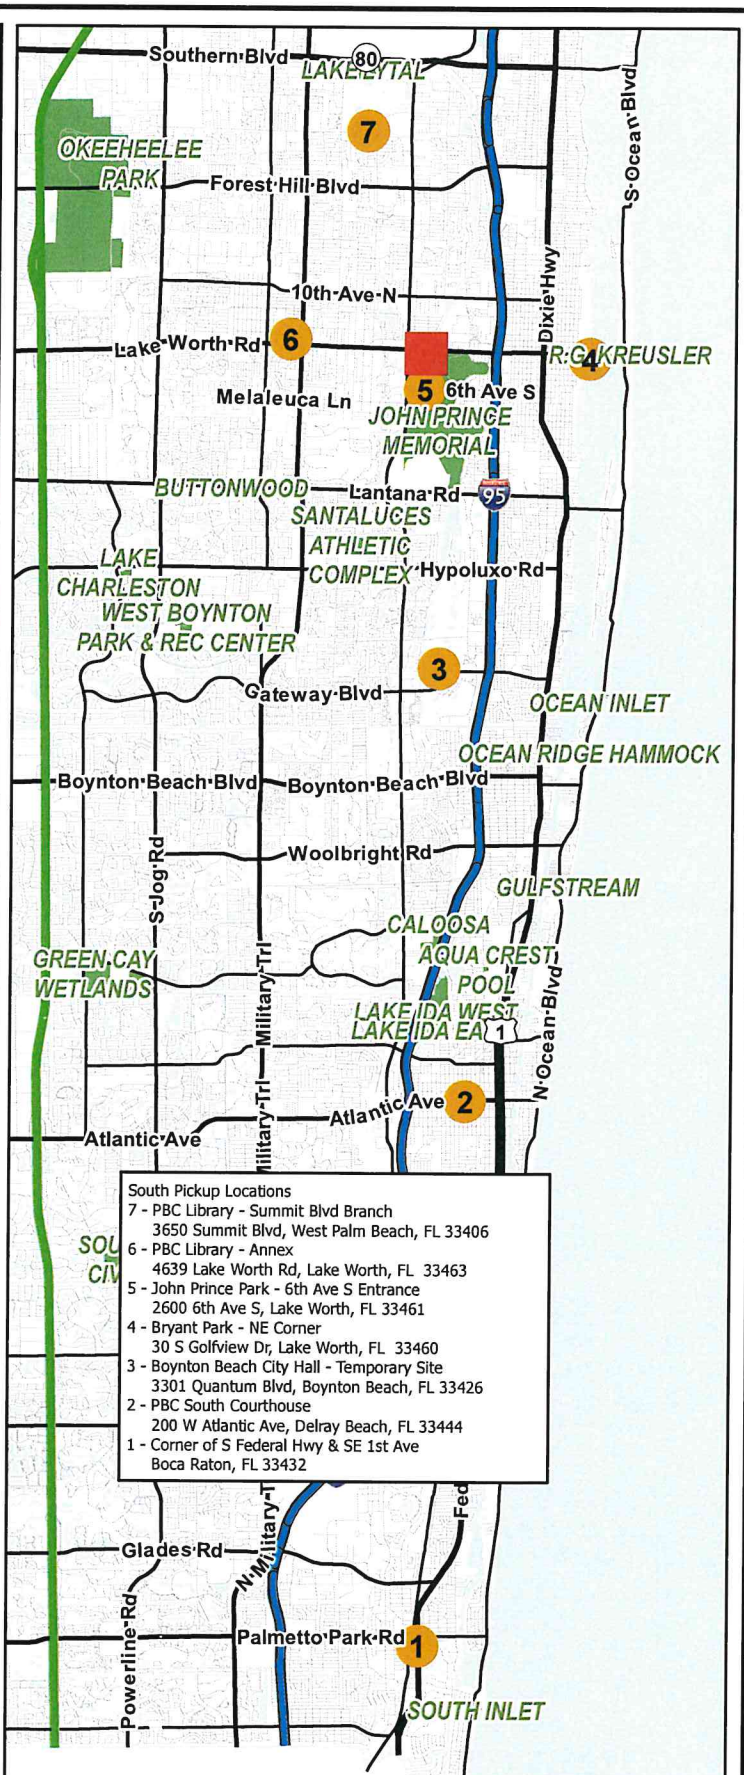 Southern Blvd
80
LAKE LYTAL
S Ocean Blvd
7
OKEEHEELEE
PARK
Forest Hill Blvd
10th Ave N
Dixie Hwy
Lake Worth Rd
6
R.G. KREUSLER
4
5
6th Ave S
Melaleuca Ln
JOHN PRINCE
MEMORIAL
BUTTONWOOD
Lantana Rd
95
SANTALUCES
ATHLETIC
COMPLEX
Hypoluxo Rd
LAKE
CHARLESTON
WEST BOYNTON
PARK & REC CENTER
3
Gateway Blvd
OCEAN INLET
OCEAN RIDGE HAMMOCK
Boynton Beach Blvd
Boynton Beach Blvd
S Jog Rd
Woolbright Rd
GULFSTREAM
CALOOSA
AQUA CREST
POOL
GREEN CAY
WETLANDS
Military Trl
LAKE IDA WEST
LAKE IDA EA
1
N Ocean Blvd
Military Trl
Atlantic Ave
2
Atlantic Ave
SOU
CIV
South Pickup Locations
7 - PBC Library - Summit Blvd Branch
3650 Summit Blvd, West Palm Beach, FL 33406
6 - PBC Library - Annex
4639 Lake Worth Rd, Lake Worth, FL  33463
5 - John Prince Park - 6th Ave S Entrance
2600 6th Ave S, Lake Worth, FL 33461
4 - Bryant Park - NE Corner
30 S Golfview Dr, Lake Worth, FL  33460
3 - Boynton Beach City Hall - Temporary Site
3301 Quantum Blvd, Boynton Beach, FL 33426
2 - PBC South Courthouse
200 W Atlantic Ave, Delray Beach, FL 33444
1 - Corner of S Federal Hwy & SE 1st Ave
Boca Raton, FL 33432
Fed
N Military T
Glades Rd
Powerline Rd
Palmetto Park Rd
1
SOUTH INLET